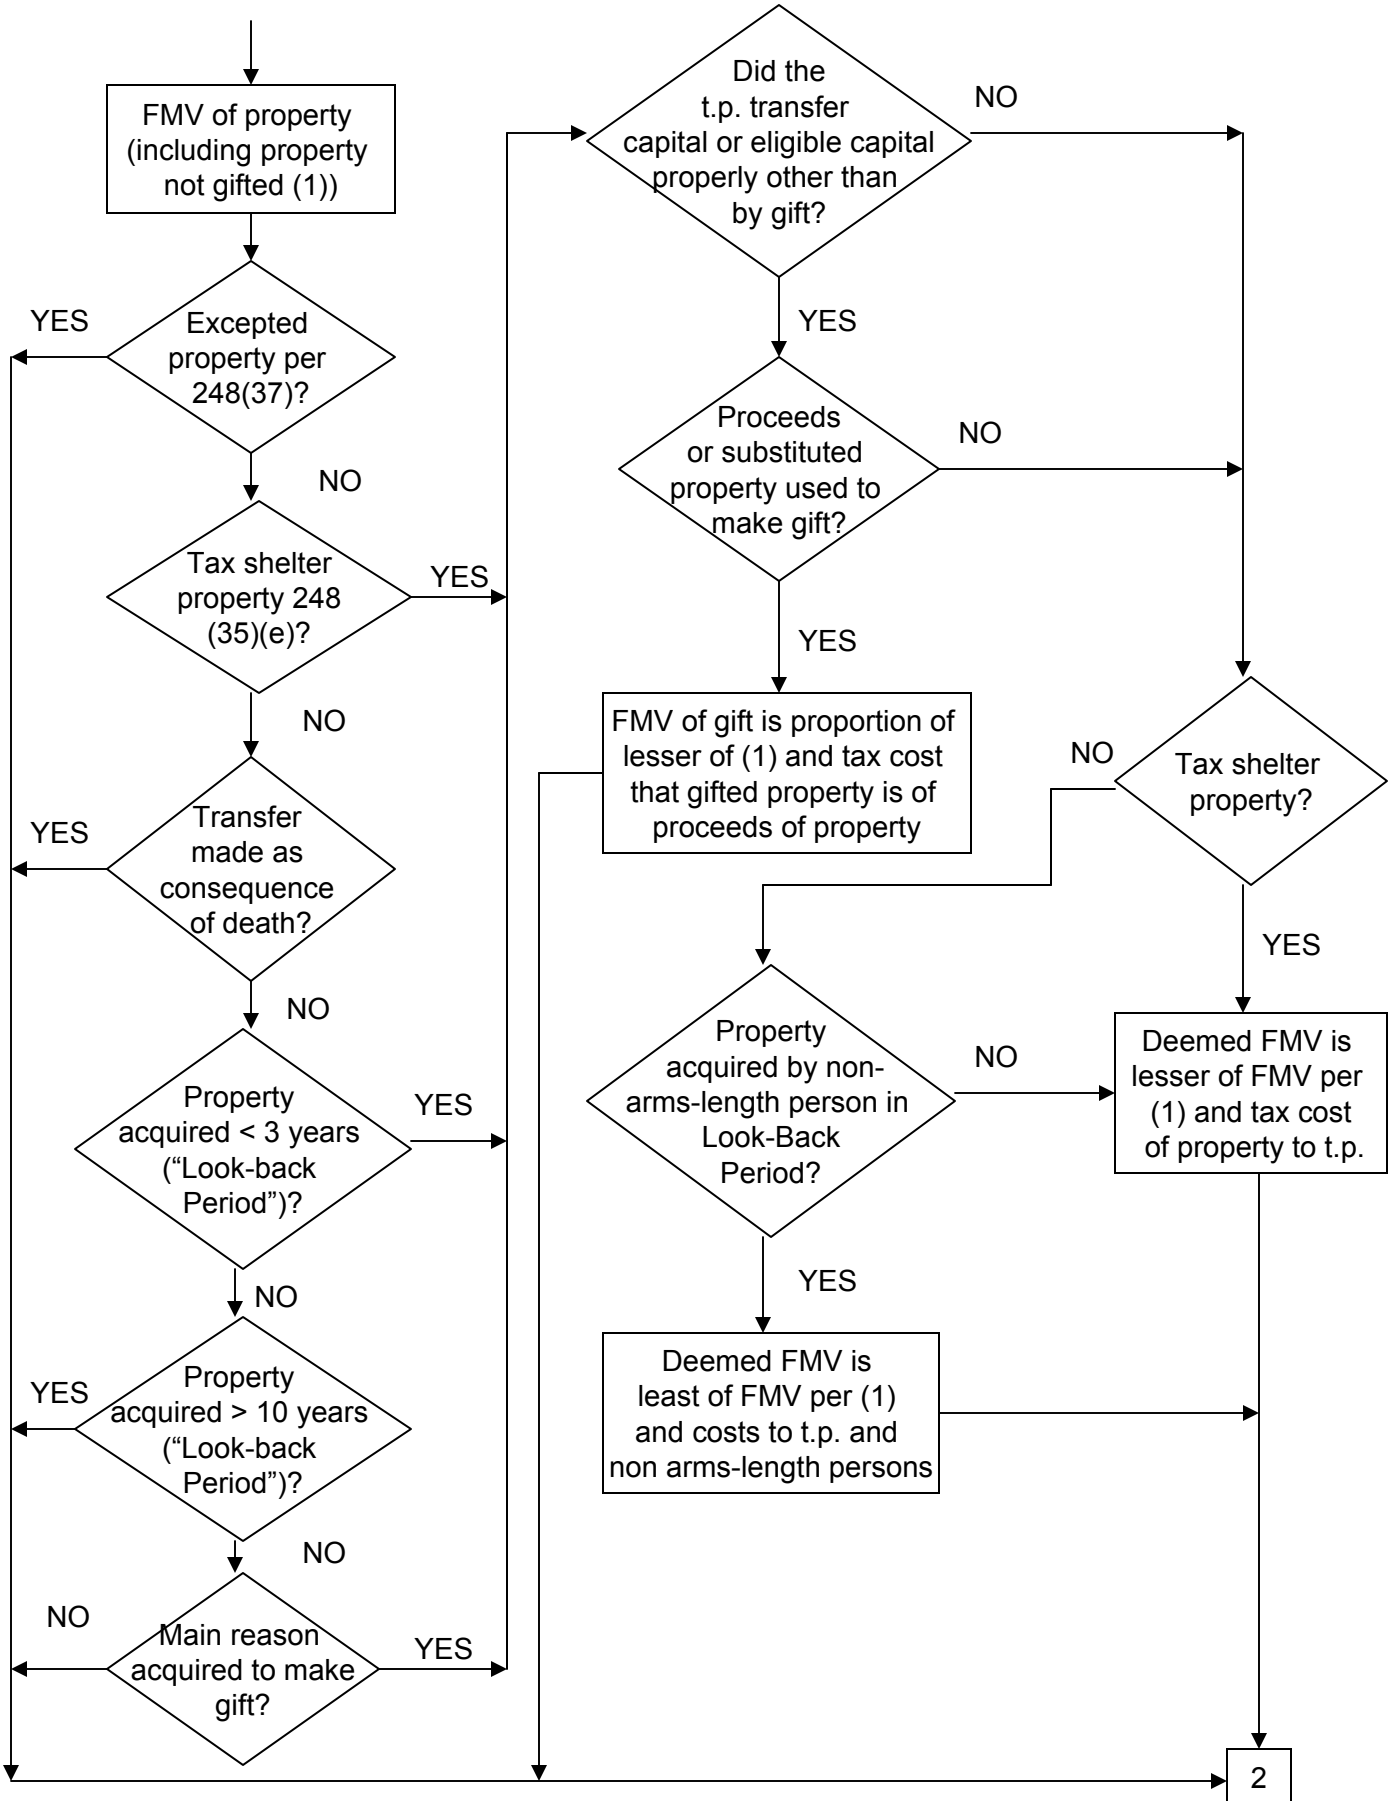 FMV of property
(including property
not gifted (1))
YES
Excepted
property per
248(37)?
NO
Tax shelter
property 248
(35)(e)?
YES
NO
YES
Transfer
made as
consequence
of death?
NO
Property
acquired < 3 years
(“Look-back
Period”)?
YES
NO
YES
Property
acquired > 10 years
(“Look-back
Period”)?
NO
NO
Main reason
acquired to make
gift?
YES
Did the
t.p. transfer
capital or eligible capital
properly other than
by gift?
NO
YES
Proceeds
or substituted
property used to
make gift?
NO
YES
FMV of gift is proportion of
lesser of (1) and tax cost
that gifted property is of
proceeds of property
NO
Tax shelter
property?
YES
Property
acquired by non-
arms-length person in
Look-Back
Period?
NO
Deemed FMV is
lesser of FMV per
(1) and tax cost
of property to t.p.
YES
Deemed FMV is
least of FMV per (1)
and costs to t.p. and
non arms-length persons
2